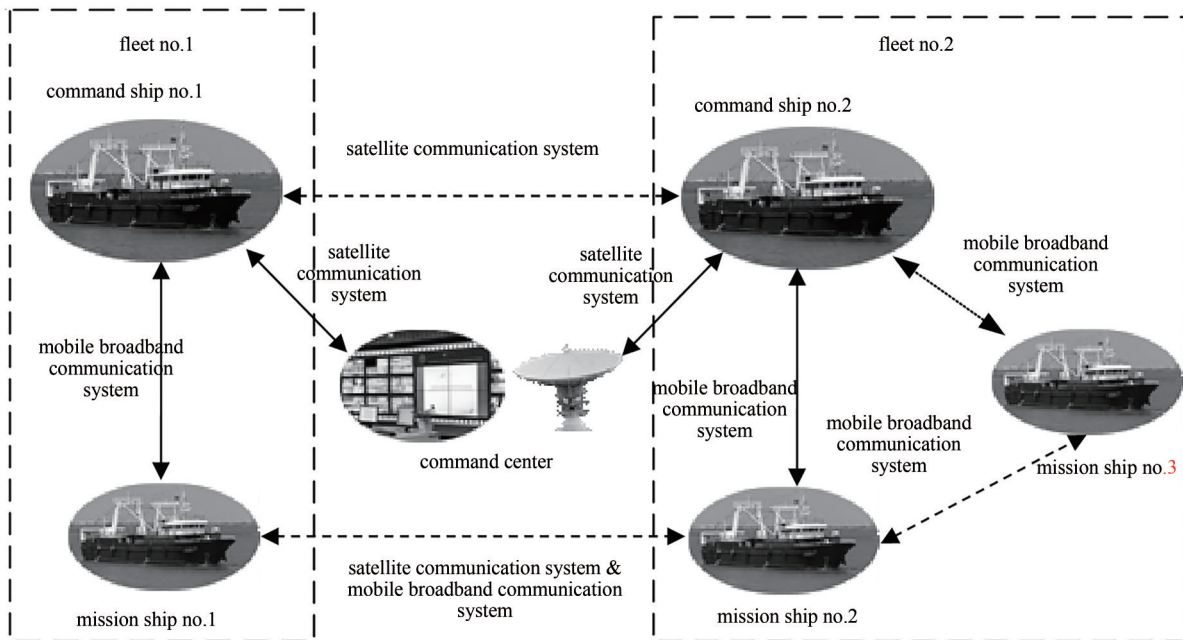 fleet no.1
command ship no.1
fleet no.2
command ship no.2
satellite communication system
satellite
communication
system
satellite
communication
system
mobile broadband
communication
system
mobile broadband
communication
system
mobile broadband
communication
system
mobile broadband
communication
system
command center
mission ship no.3
satellite communication system &
mobile broadband communication
system
mission ship no.1
mission ship no.2